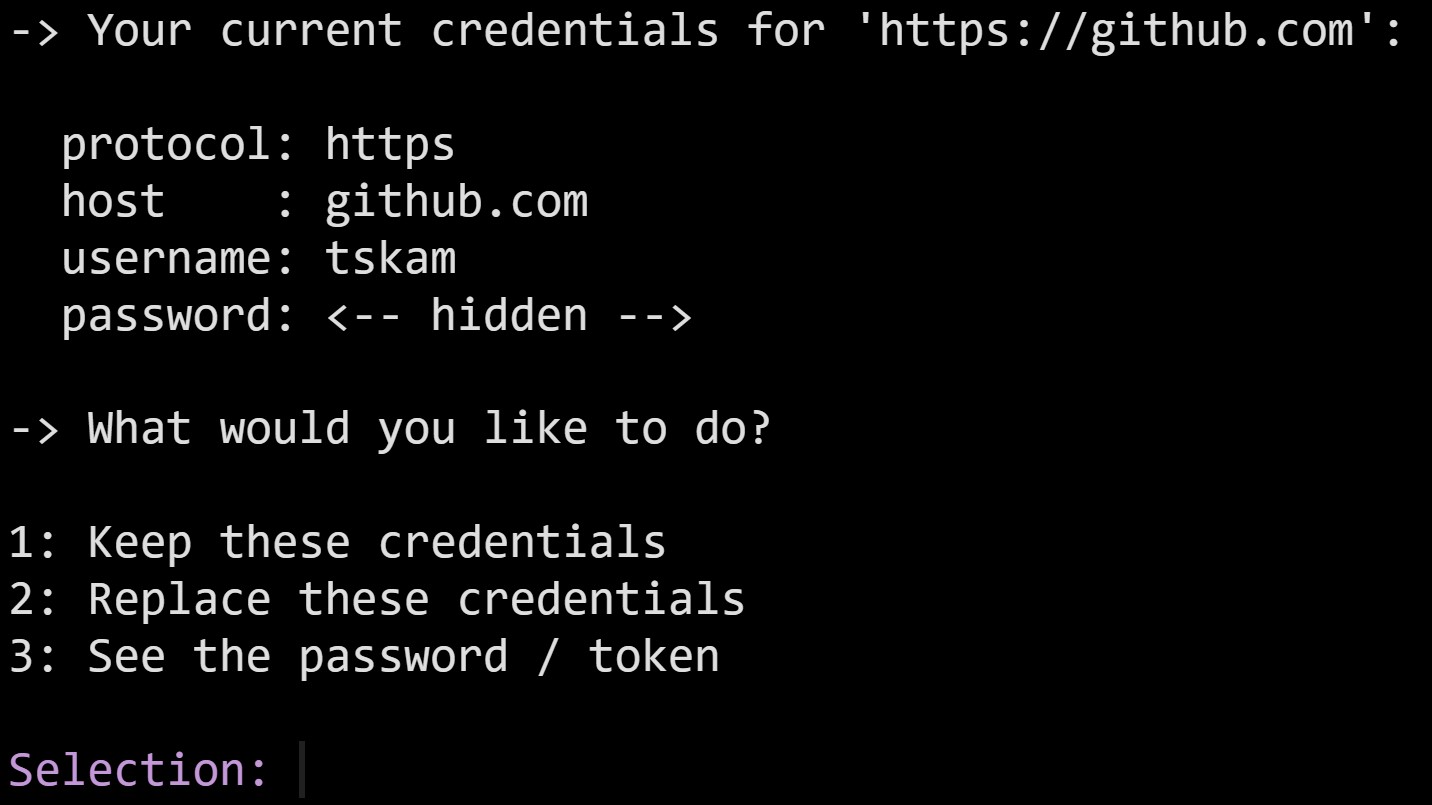 -> Your current credentials for 'https://github.com':
  protocol: https
  host    : github.com
  username: tskam
  password: <-- hidden -->
-> What would you like to do?
1: Keep these credentials
2: Replace these credentials
3: See the password / token
Selection: